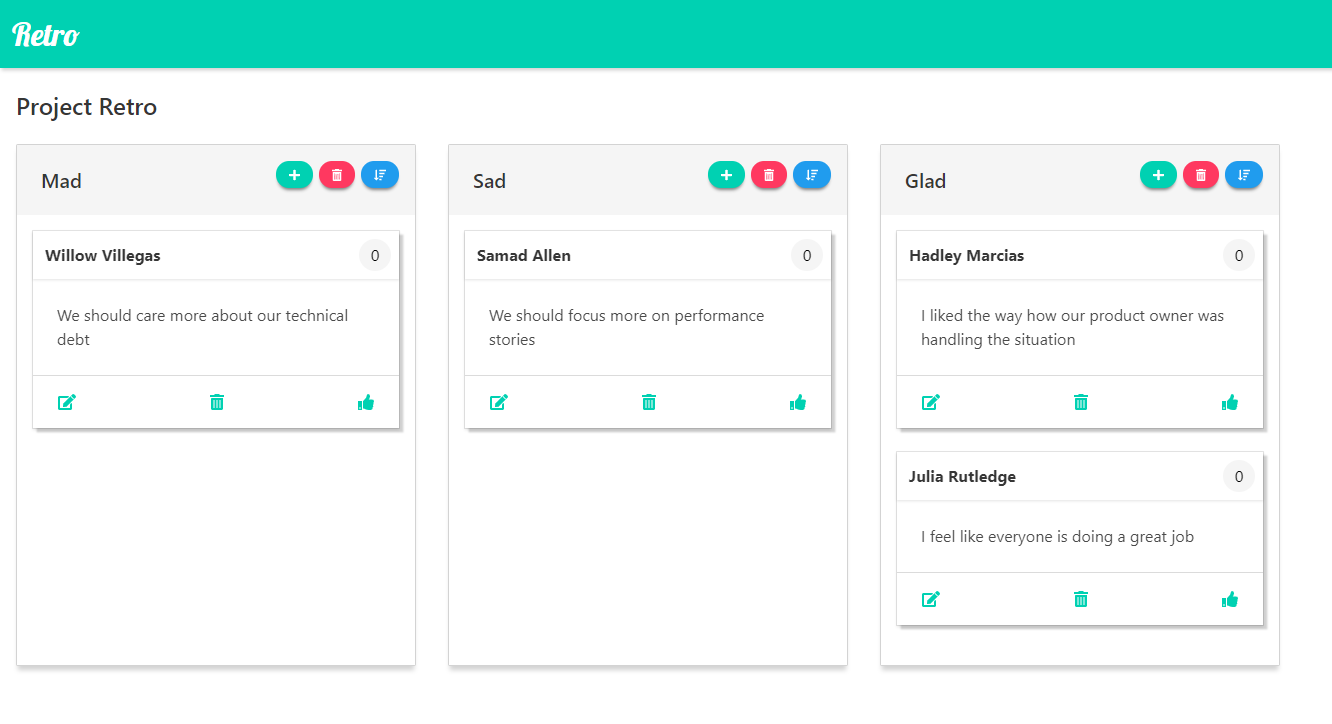 Retro
Project Retro
Mad
Willow Villegas
0
We should care more about our technical
debt
Sad
Samad Allen
0
We should focus more on performance
stories
Glad
Hadley Marcias
0
I liked the way how our product owner was
handling the situation
Julia Rutledge
0
I feel like everyone is doing a great job